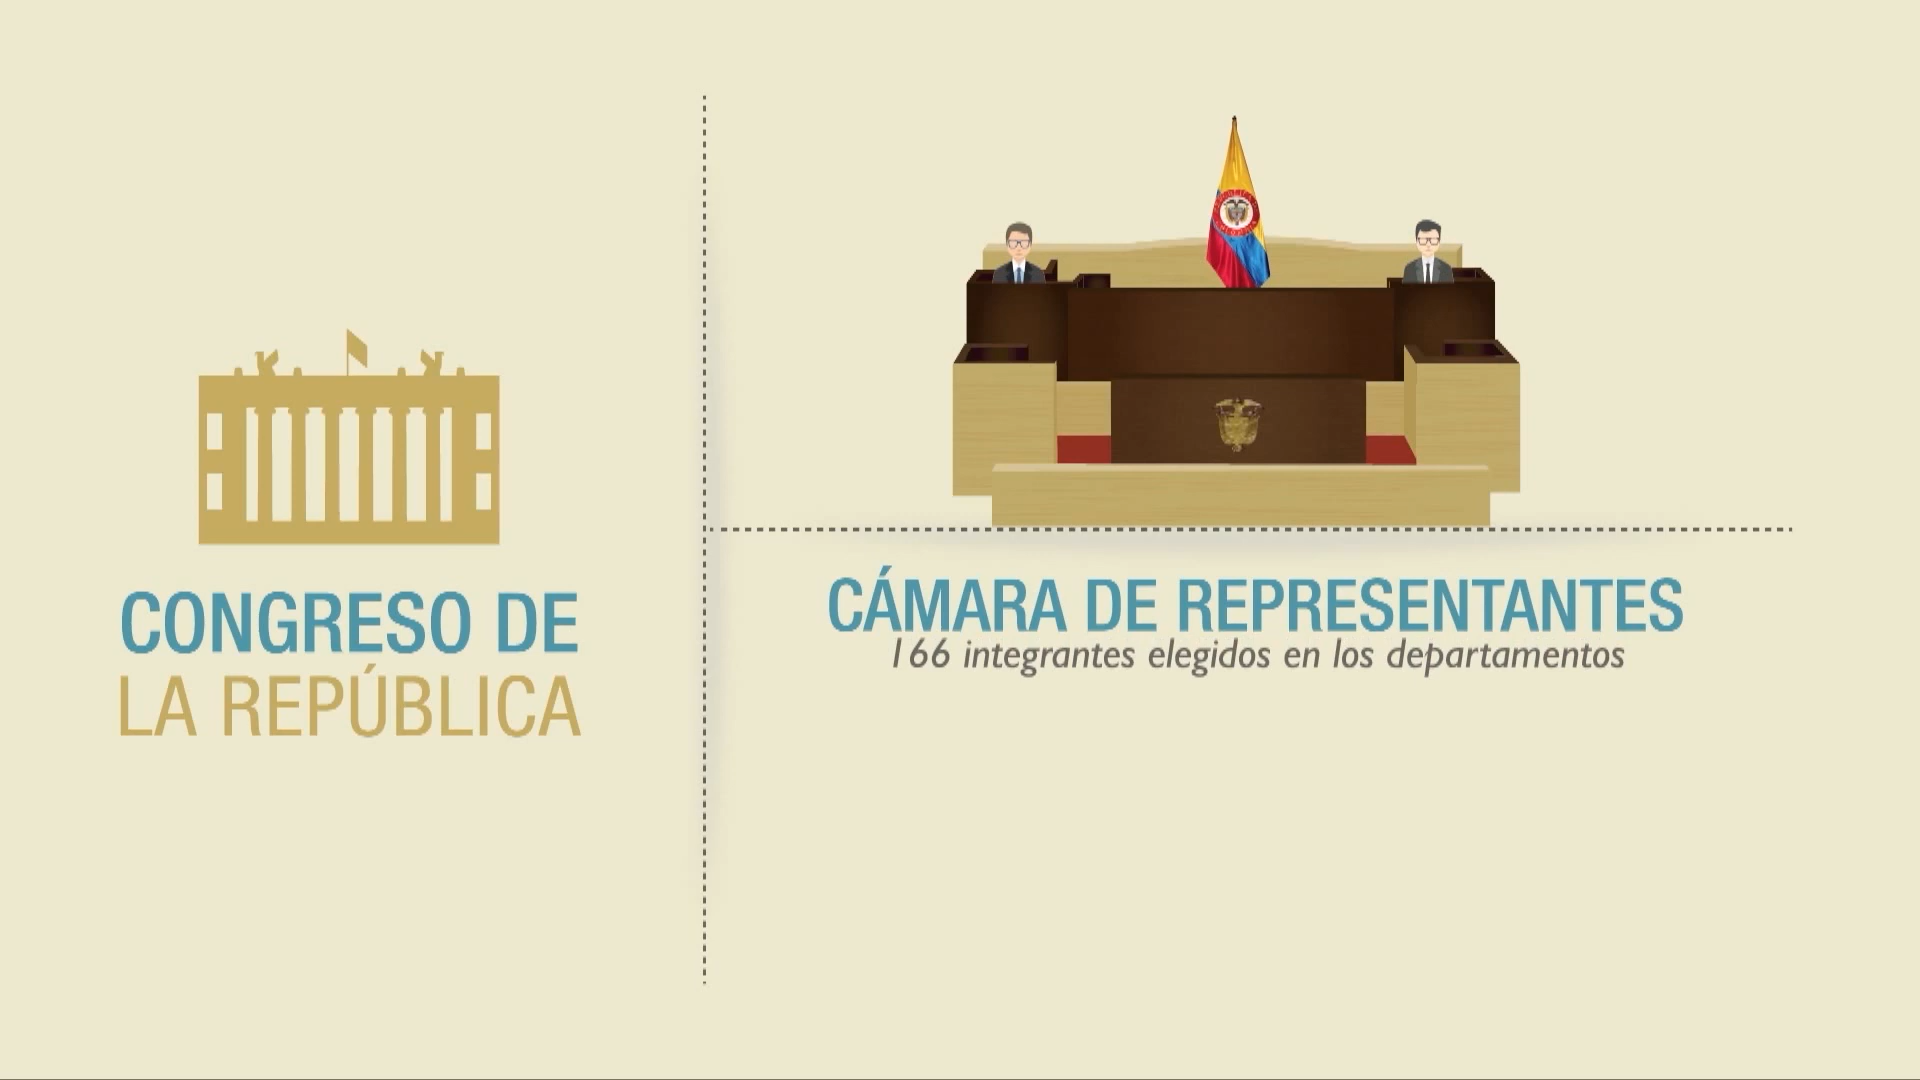 CONGRESO DE
LA REPÚBLICA
CÁMARA DE REPRESENTANTES
166 integrantes elegidos en los departamentos